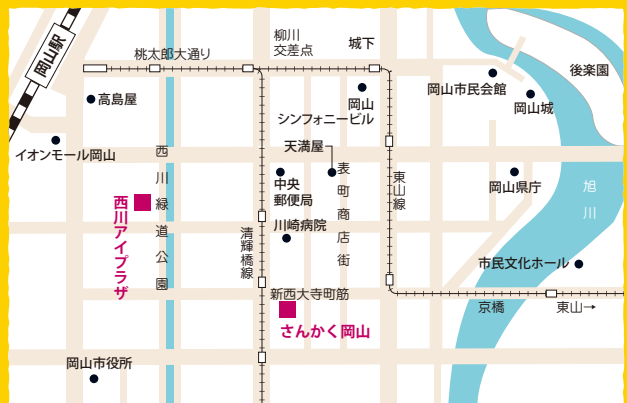 岡山駅
桃太郎大通り
柳川
交差点
城下
後楽園
高島屋
岡山
シンフォニービル
岡山市民会館
岡山城
イオンモール岡山
西川緑道公園
天満屋
中央
郵便局
表町商店街
東山線
岡山県庁
旭川
西川アイプラザ
川崎病院
清輝橋線
市民文化ホール
新西大寺町筋
京橋
東山→
さんかく岡山
岡山市役所